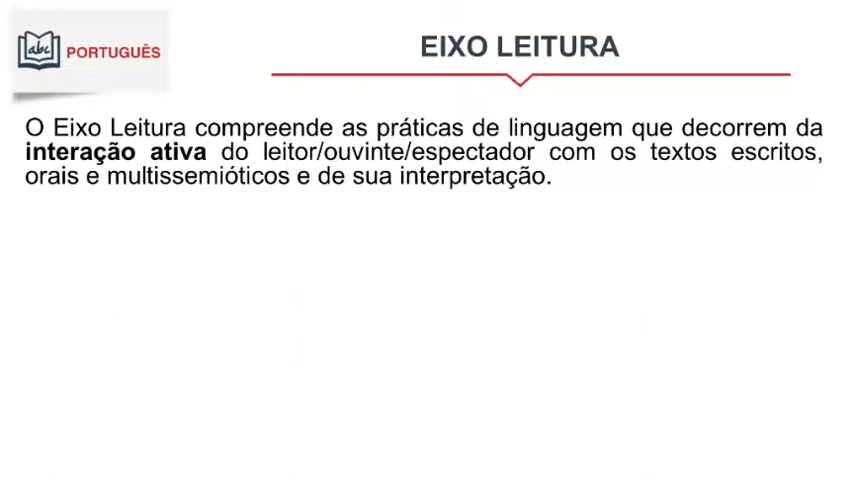 abc
PORTUGUÊS
EIXO LEITURA
O Eixo Leitura compreende as práticas de linguagem que decorrem da
interação ativa do leitor/ouvinte/espectador com os textos escritos,
orais e multissemióticos e de sua interpretação.